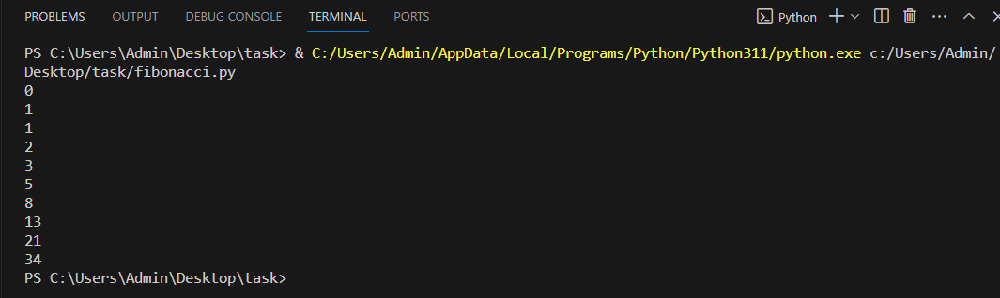 PROBLEMS OUTPUT DEBUG CONSOLE TERMINAL PORTS Python
PS C:\Users\Admin\Desktop\task> & C:/Users/Admin/AppData/Local/Programs/Python/Python311/python.exe c:/Users/Admin/
Desktop/task/fibonacci.py
0
1
1
2
3
5
8
13
21
34
PS C:\Users\Admin\Desktop\task>